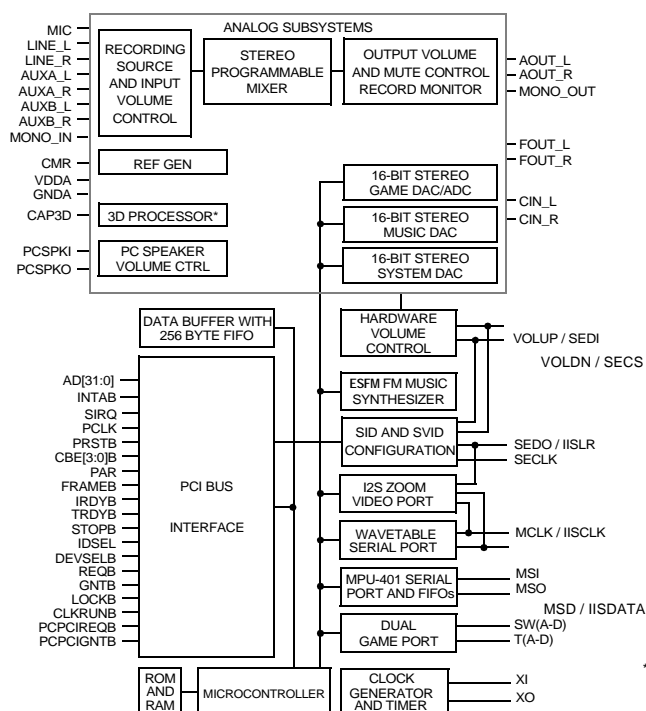 ANALOG SUBSYSTEMS
MIC
LINE_L
LINE_R
AUXA_L
AUXA_R
AUXB_L
AUXB_R
MONO_IN
CMR
VDDA
GNDA
CAP3D
PCSPKI
PCSPKO
RECORDING
SOURCE
AND INPUT
VOLUME
CONTROL
STEREO
PROGRAMMABLE
MIXER
OUTPUT VOLUME
AND MUTE CONTROL
RECORD MONITOR
AOUT_L
AOUT_R
MONO_OUT
FOUT_L
FOUT_R
CIN_L
CIN_R
REF GEN
3D PROCESSOR*
PC SPEAKER
VOLUME CTRL
16-BIT STEREO
GAME DAC/ADC
16-BIT STEREO
MUSIC DAC
16-BIT STEREO
SYSTEM DAC
DATA BUFFER WITH
256 BYTE FIFO
HARDWARE
VOLUME
CONTROL
VOLUP / SEDI
VOLDN / SECS
AD[31:0]
INTAB
SIRQ
PCLK
PRSTB
CBE[3:0]B
PAR
FRAMEB
IRDYB
TRDYB
STOPB
IDSEL
DEVSELB
REQB
GNTB
LOCKB
CLKRUNB
PCPCIREQB
PCPCIGNTB
PCI BUS
INTERFACE
ESFM FM MUSIC
SYNTHESIZER
SID AND SVID
CONFIGURATION
SEDO / IISLR
SECLK
I2S ZOOM
VIDEO PORT
WAVETABLE
SERIAL PORT
MCLK / IISCLK
MPU-401 SERIAL
PORT AND FIFOs
MSI
MSO
MSD / IISDATA
DUAL
GAME PORT
SW(A-D)
T(A-D)
ROM
AND
RAM
MICROCONTROLLER
CLOCK
GENERATOR
AND TIMER
XI
XO
*